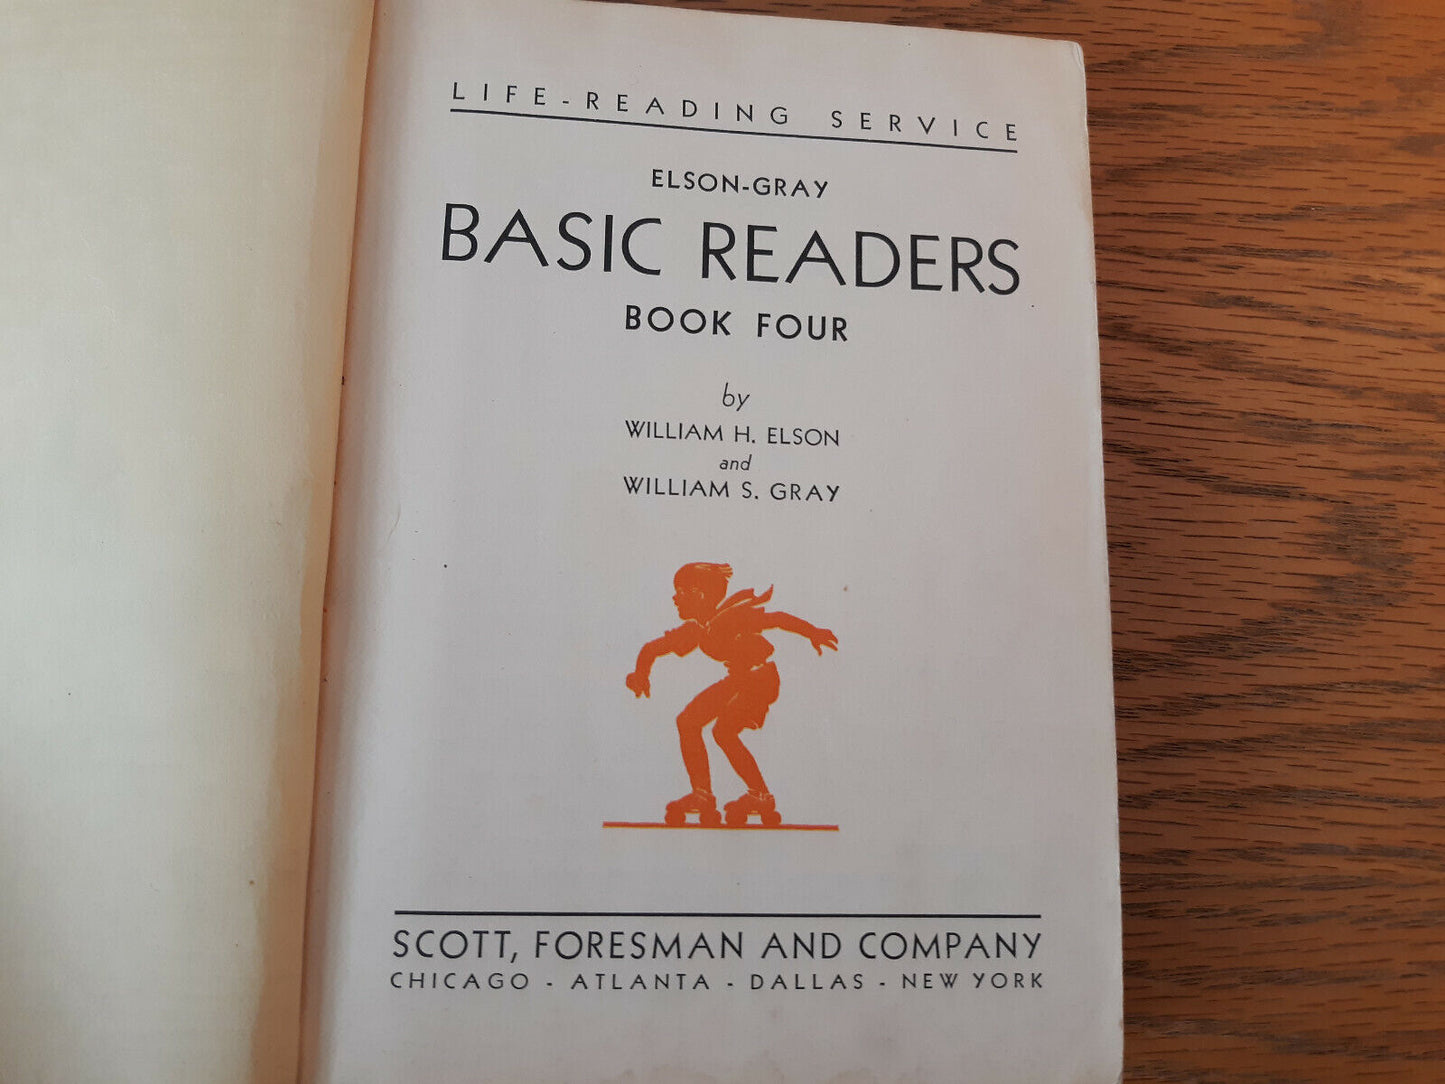 LIFE-READING SERVICE
ELSON-GRAY
BASIC READERS
BOOK FOUR
by
WILLIAM H. ELSON
and
WILLIAM S. GRAY
SCOTT, FORESMAN AND COMPANY
CHICAGO - ATLANTA - DALLAS - NEW YORK